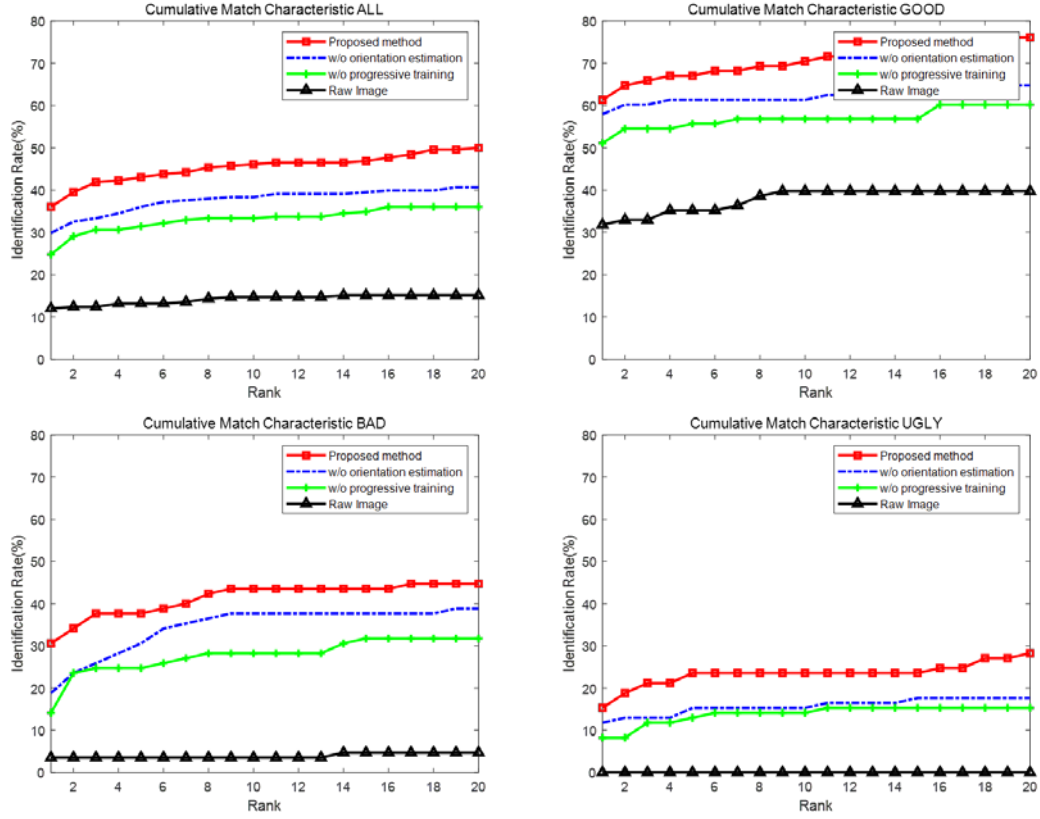 Cumulative Match Characteristic ALL
80
70
60
50
40
30
20
10
0
Identification Rate(%)
Proposed method
w/o orientation estimation
w/o progressive training
Raw Image
2 4 6 8 10 12 14 16 18 20
Rank
Cumulative Match Characteristic GOOD
80
70
60
50
40
30
20
10
0
Identification Rate(%)
Proposed method
w/o orientation estimation
w/o progressive training
Raw Image
2 4 6 8 10 12 14 16 18 20
Rank
Cumulative Match Characteristic BAD
80
70
60
50
40
30
20
10
0
Identification Rate(%)
Proposed method
w/o orientation estimation
w/o progressive training
Raw Image
2 4 6 8 10 12 14 16 18 20
Rank
Cumulative Match Characteristic UGLY
80
70
60
50
40
30
20
10
0
Identification Rate(%)
Proposed method
w/o orientation estimation
w/o progressive training
Raw Image
2 4 6 8 10 12 14 16 18 20
Rank